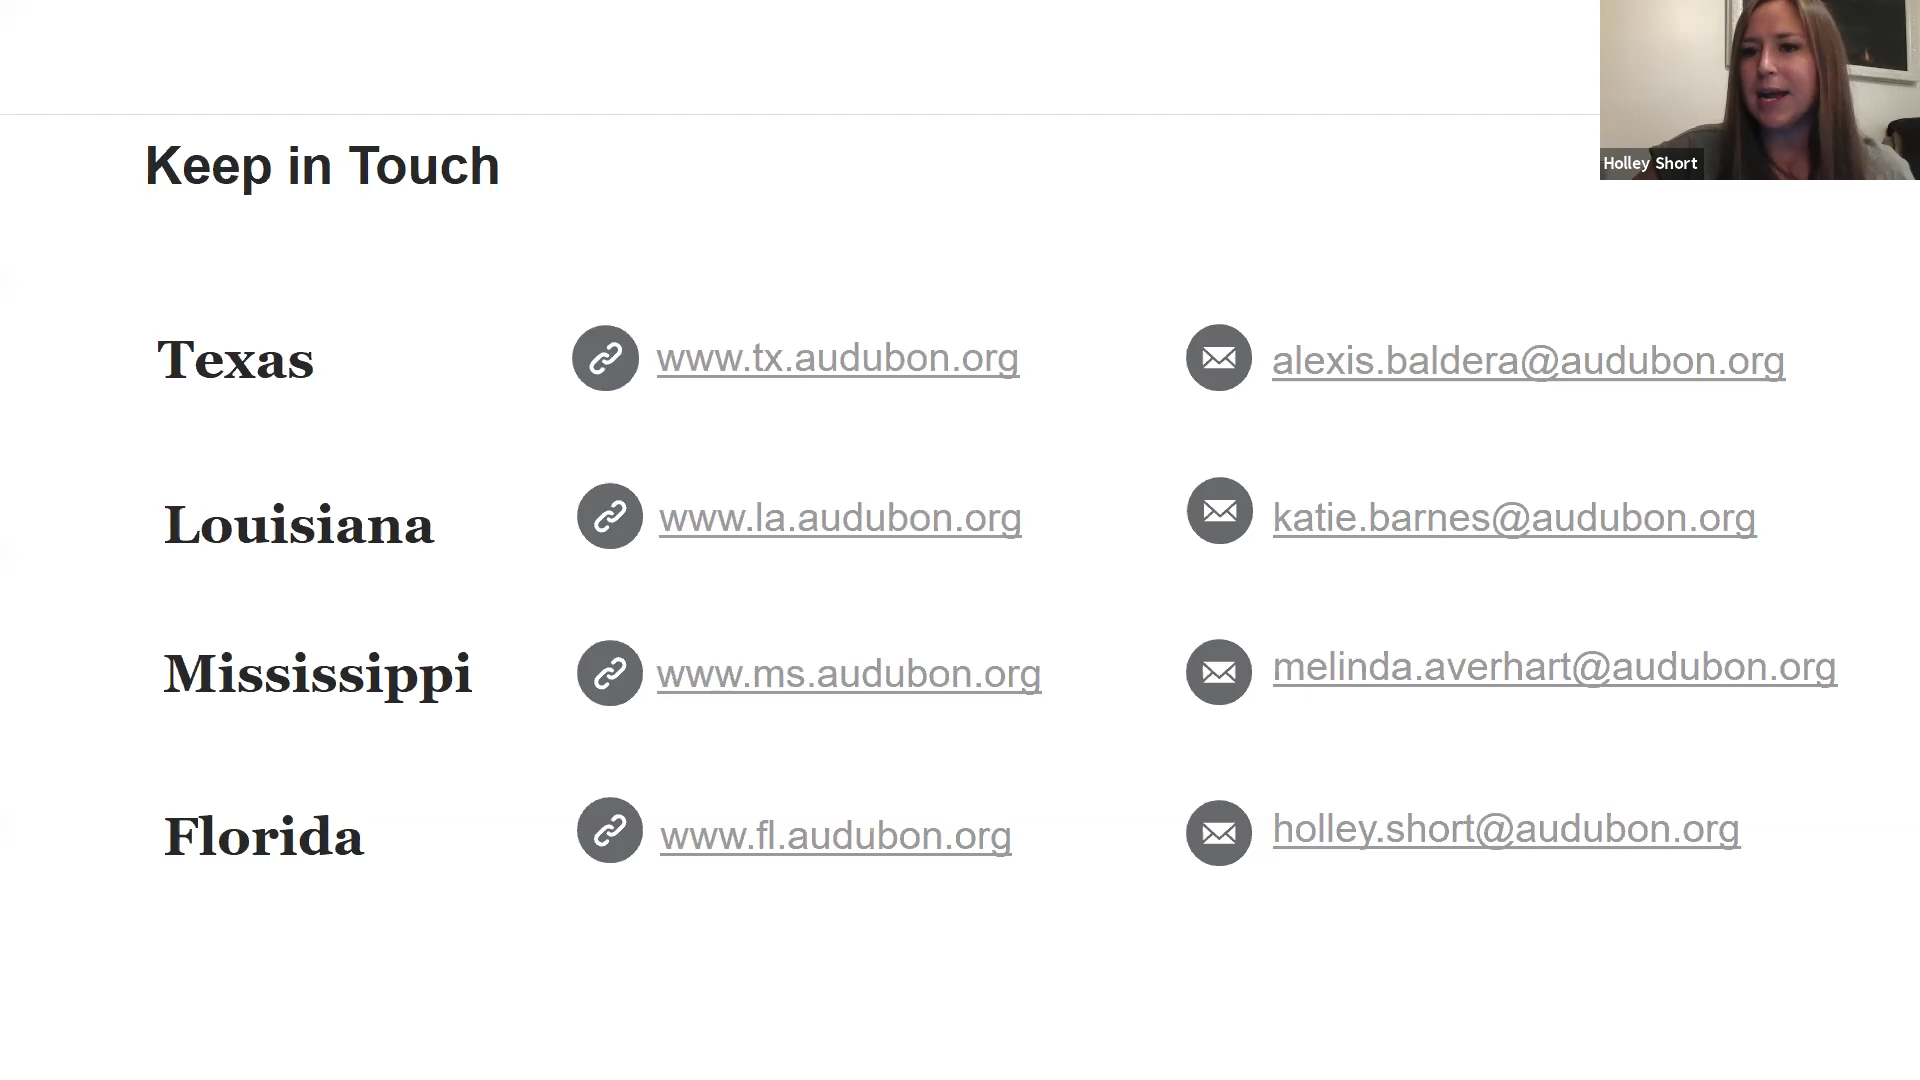 Holley Short
Keep in Touch
Texas
www.tx.audubon.org
alexis.baldera@audubon.org
Louisiana
www.la.audubon.org
katie.barnes@audubon.org
Mississippi
www.ms.audubon.org
melinda.averhart@audubon.org
Florida
www.fl.audubon.org
holley.short@audubon.org